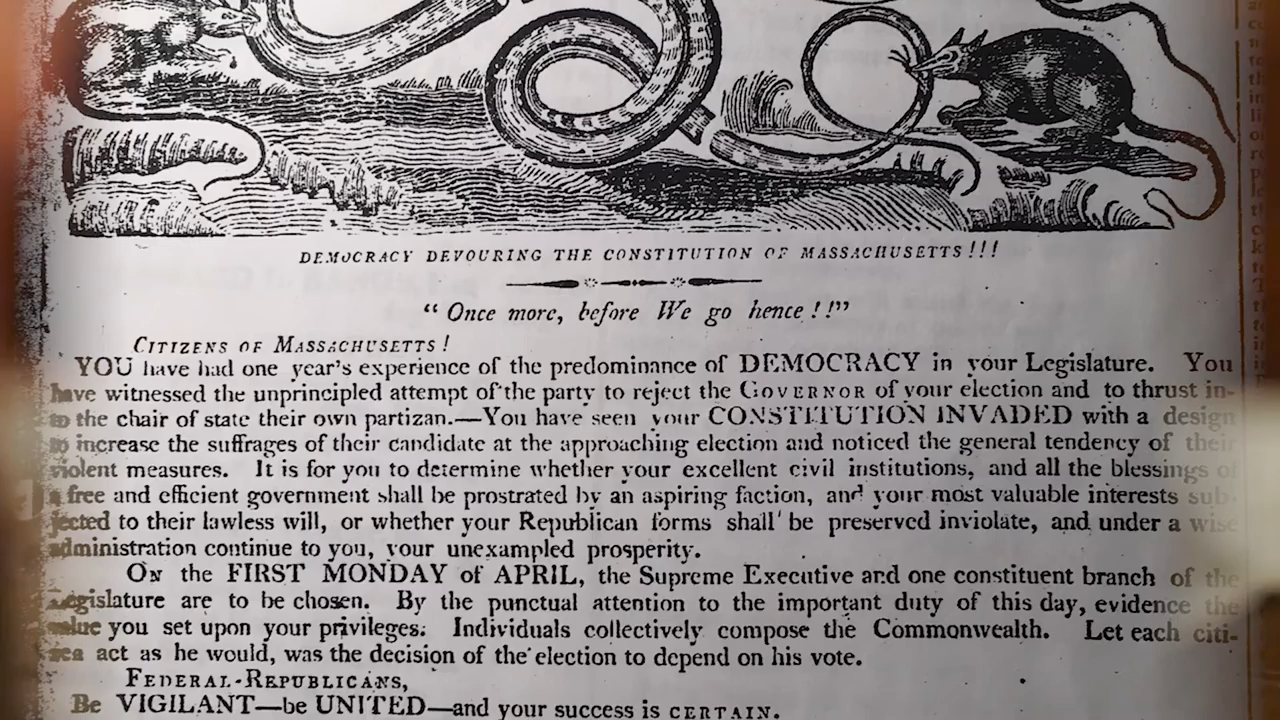 DEMOCRACY DEVOURING THE CONSTITUTION OF MASSACHUSETTS!!!
“ Once more, before We go hence !!”
CITIZENS OF MASSACHUSETTS !
YOU have had one year's experience of the predominance of DEMOCRACY in your Legislature. You
have witnessed the unprincipled attempt of the party to reject the GOVERNOR of your election and to thrust in-
to the chair of state their own partizan.—You have seen your CONSTITUTION INVADED with a design
to increase the suffrages of their candidate at the approaching election and noticed the general tendency of their
violent measures. It is for you to determine whether your excellent civil institutions, and all the blessings of
a free and efficient government shall be prostrated by an aspiring faction, and your most valuable interests sub-
jected to their lawless will, or whether your Republican forms shall be preserved inviolate, and under a wise
administration continue to you, your unexampled prosperity.
ON the FIRST MONDAY of APRIL, the Supreme Executive and one constituent branch of the
Legislature are to be chosen. By the punctual attention to the important duty of this day, evidence the
value you set upon your privileges. Individuals collectively compose the Commonwealth. Let each citi-
zen act as he would, was the decision of the election to depend on his vote.
FEDERAL-REPUBLICANS,
Be VIGILANT—be UNITED—and your success is CERTAIN.